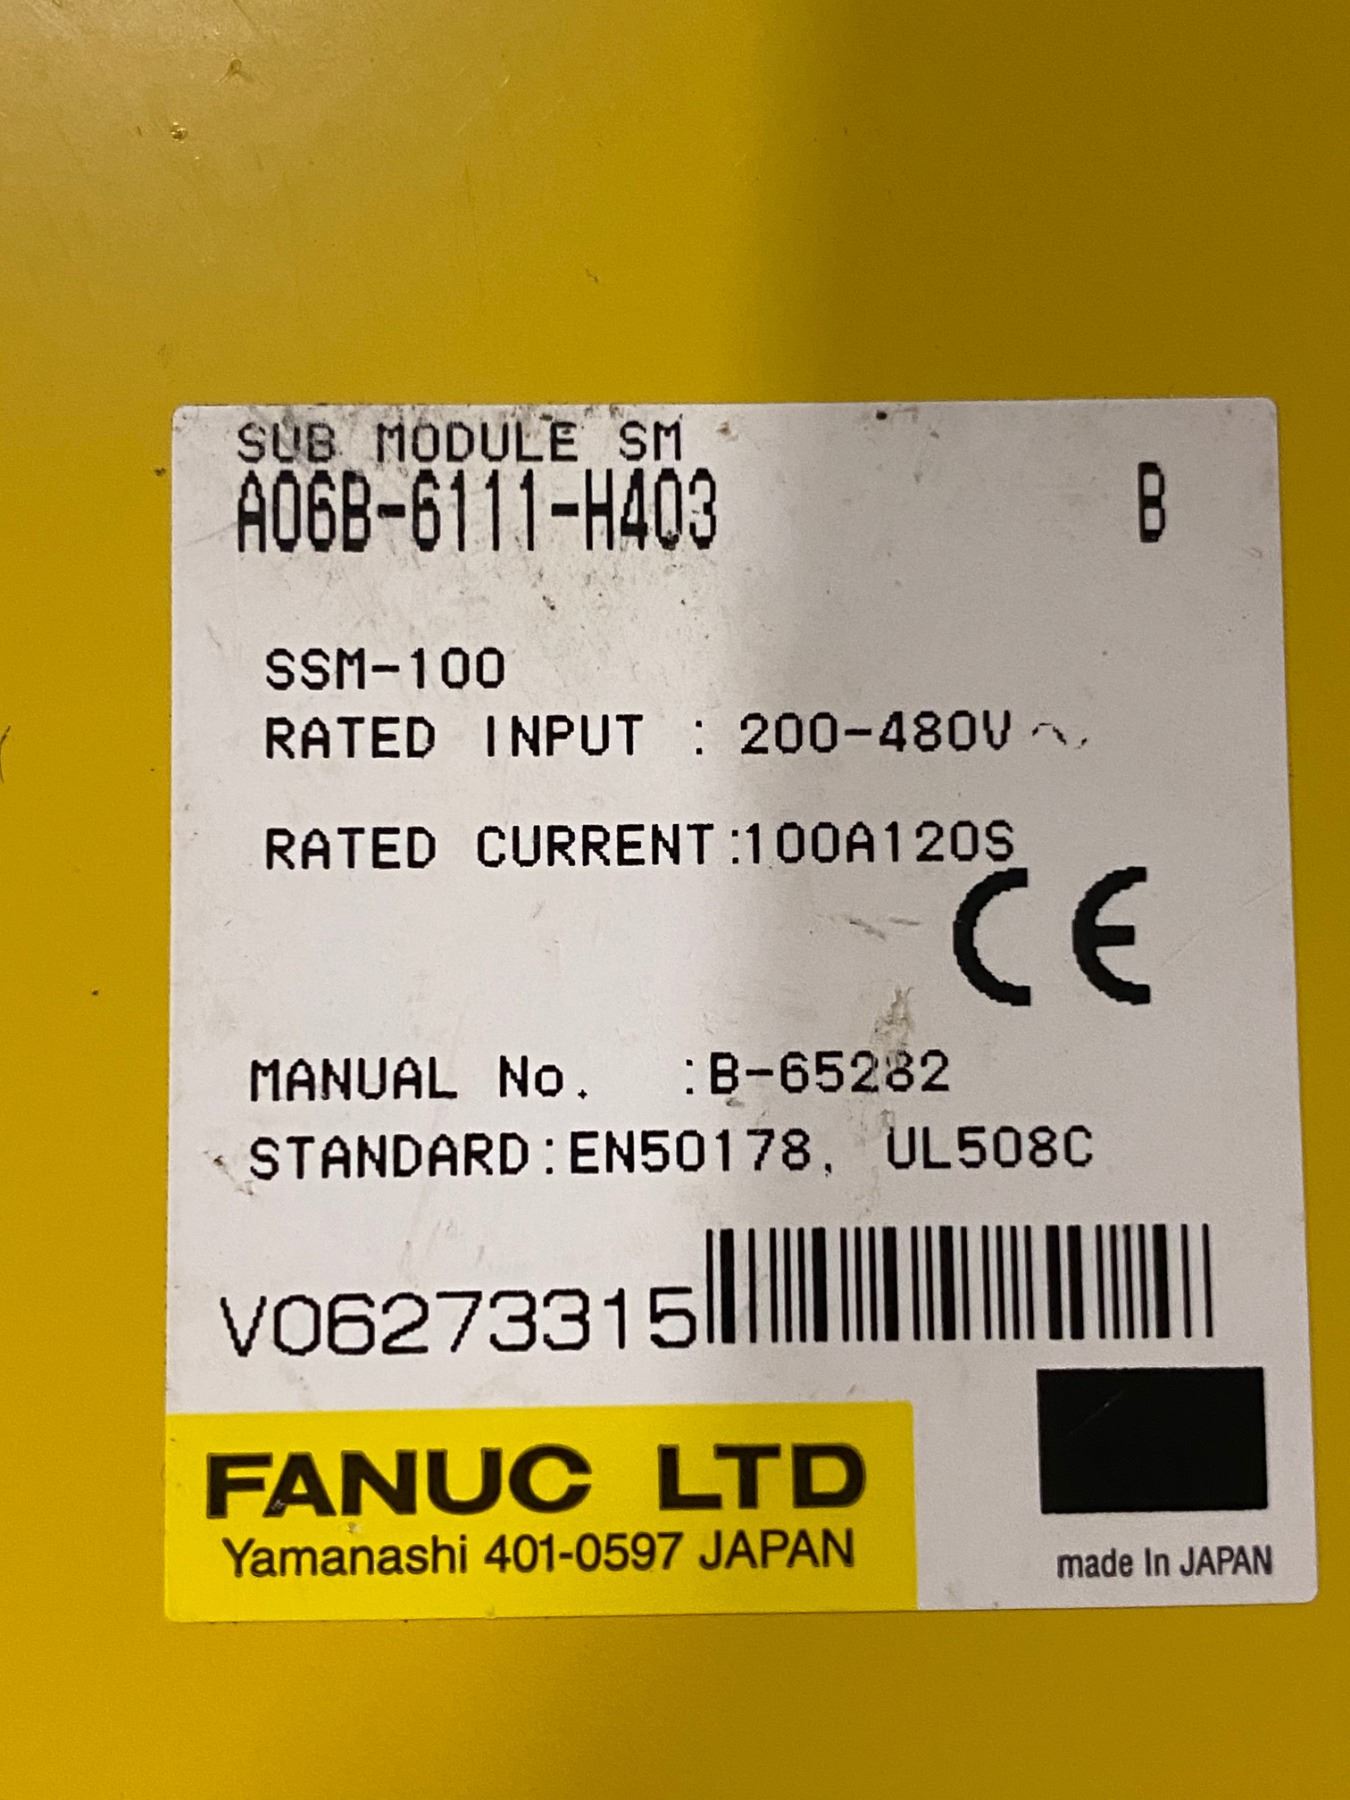 SUB MODULE SM
A06B-6111-H403 B
SSM-100
RATED INPUT : 200-480V ~
RATED CURRENT:100A120S
CE
MANUAL No. :B-65282
STANDARD:EN50178, UL508C
V06273315
FANUC LTD
Yamanashi 401-0597 JAPAN
made In JAPAN